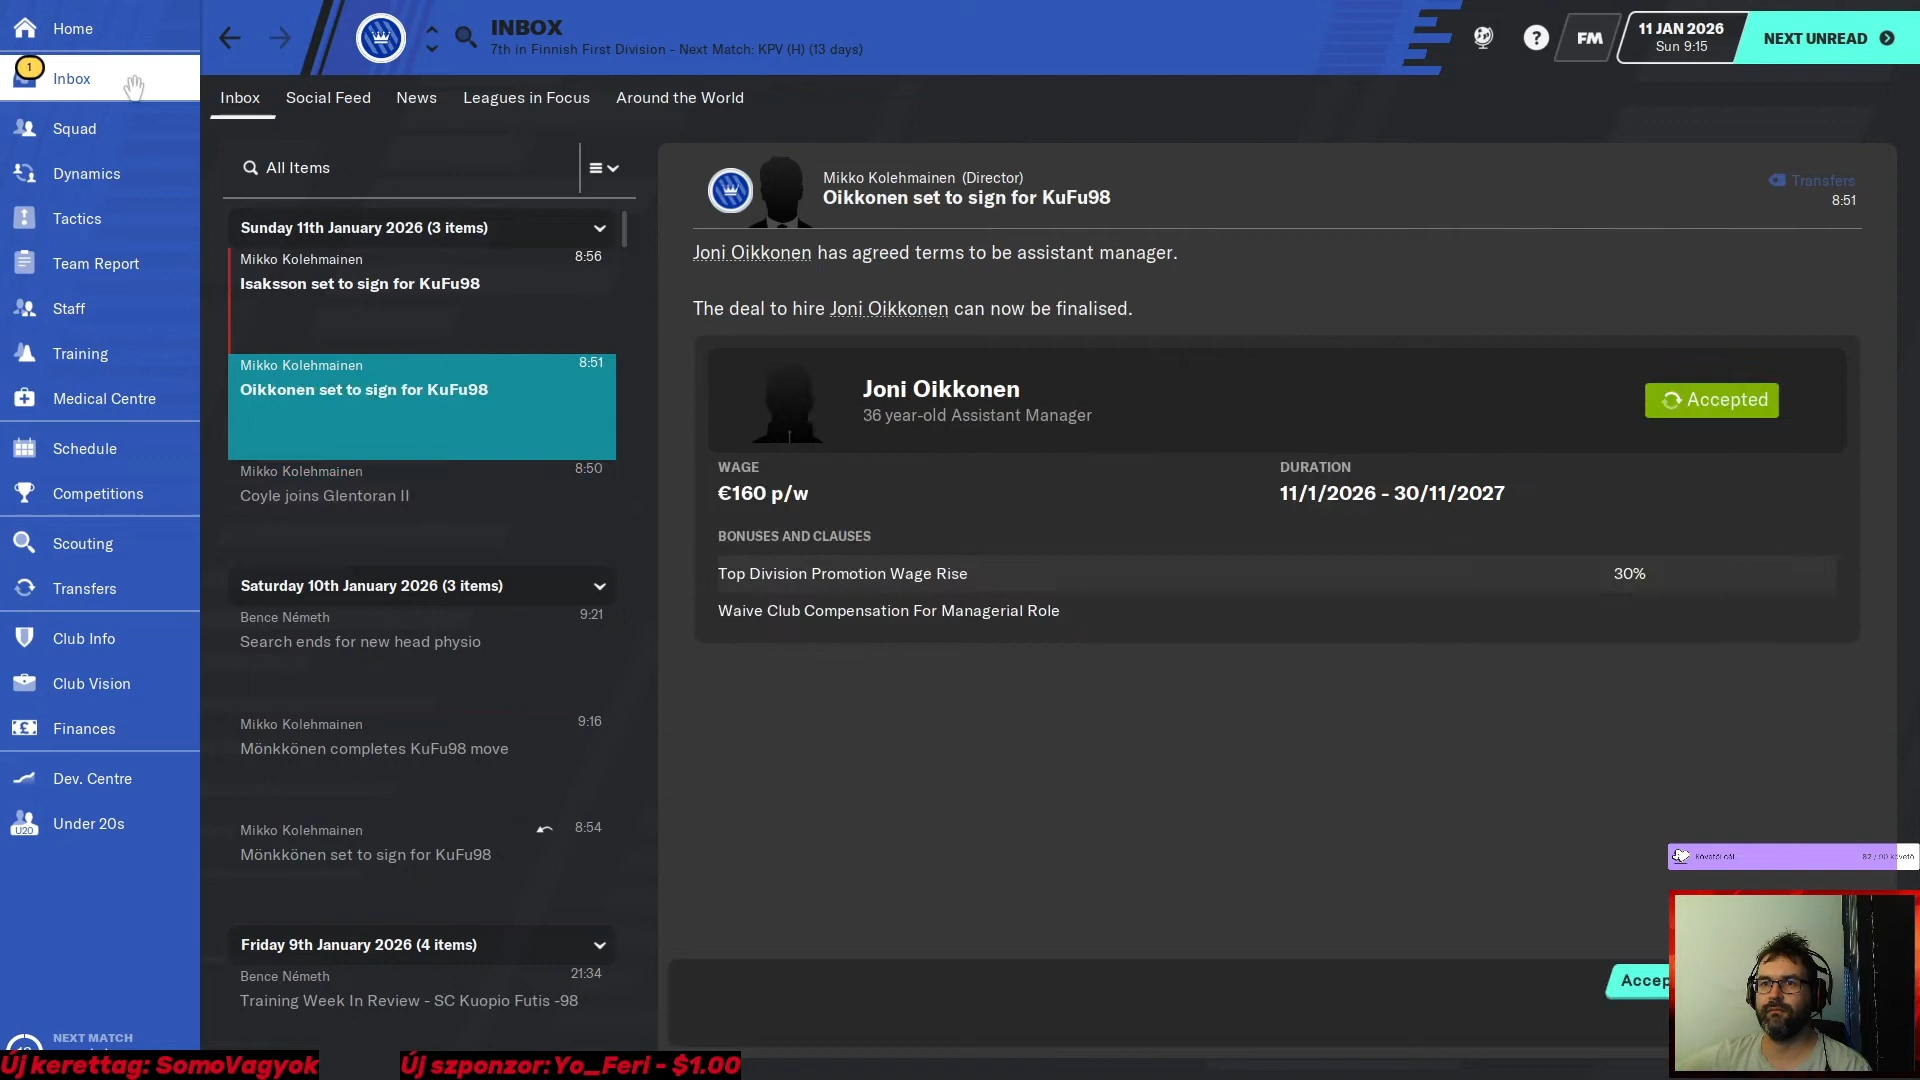 Home
Inbox
1
Squad
Dynamics
Tactics
Team Report
Staff
Training
Medical Centre
Schedule
Competitions
Scouting
Transfers
Club Info
Club Vision
Finances
Dev. Centre
Under 20s
U20
NEXT MATCH
INBOX
7th in Finnish First Division - Next Match: KPV (H) (13 days)
?
FM
11 JAN 2026
Sun 9:15
NEXT UNREAD
Inbox
Social Feed
News
Leagues in Focus
Around the World
All Items
Sunday 11th January 2026 (3 items)
Mikko Kolehmainen 8:56
Isaksson set to sign for KuFu98
Mikko Kolehmainen 8:51
Oikkonen set to sign for KuFu98
Mikko Kolehmainen 8:50
Coyle joins Glentoran II
Saturday 10th January 2026 (3 items)
Bence Németh 9:21
Search ends for new head physio
Mikko Kolehmainen 9:16
Mönkkönen completes KuFu98 move
Mikko Kolehmainen 8:54
Mönkkönen set to sign for KuFu98
Friday 9th January 2026 (4 items)
Bence Németh 21:34
Training Week In Review - SC Kuopio Futis -98
Mikko Kolehmainen (Director)
Oikkonen set to sign for KuFu98
Transfers
8:51
Joni Oikkonen has agreed terms to be assistant manager.
The deal to hire Joni Oikkonen can now be finalised.
Joni Oikkonen
36 year-old Assistant Manager
Accepted
WAGE
€160 p/w
DURATION
11/1/2026 - 30/11/2027
BONUSES AND CLAUSES
Top Division Promotion Wage Rise 30%
Waive Club Compensation For Managerial Role
Követői cél 82 / 90 követő
Accep
Új kerettag: SomoVagyok
Új szponzor: Yo_Feri - $1.00